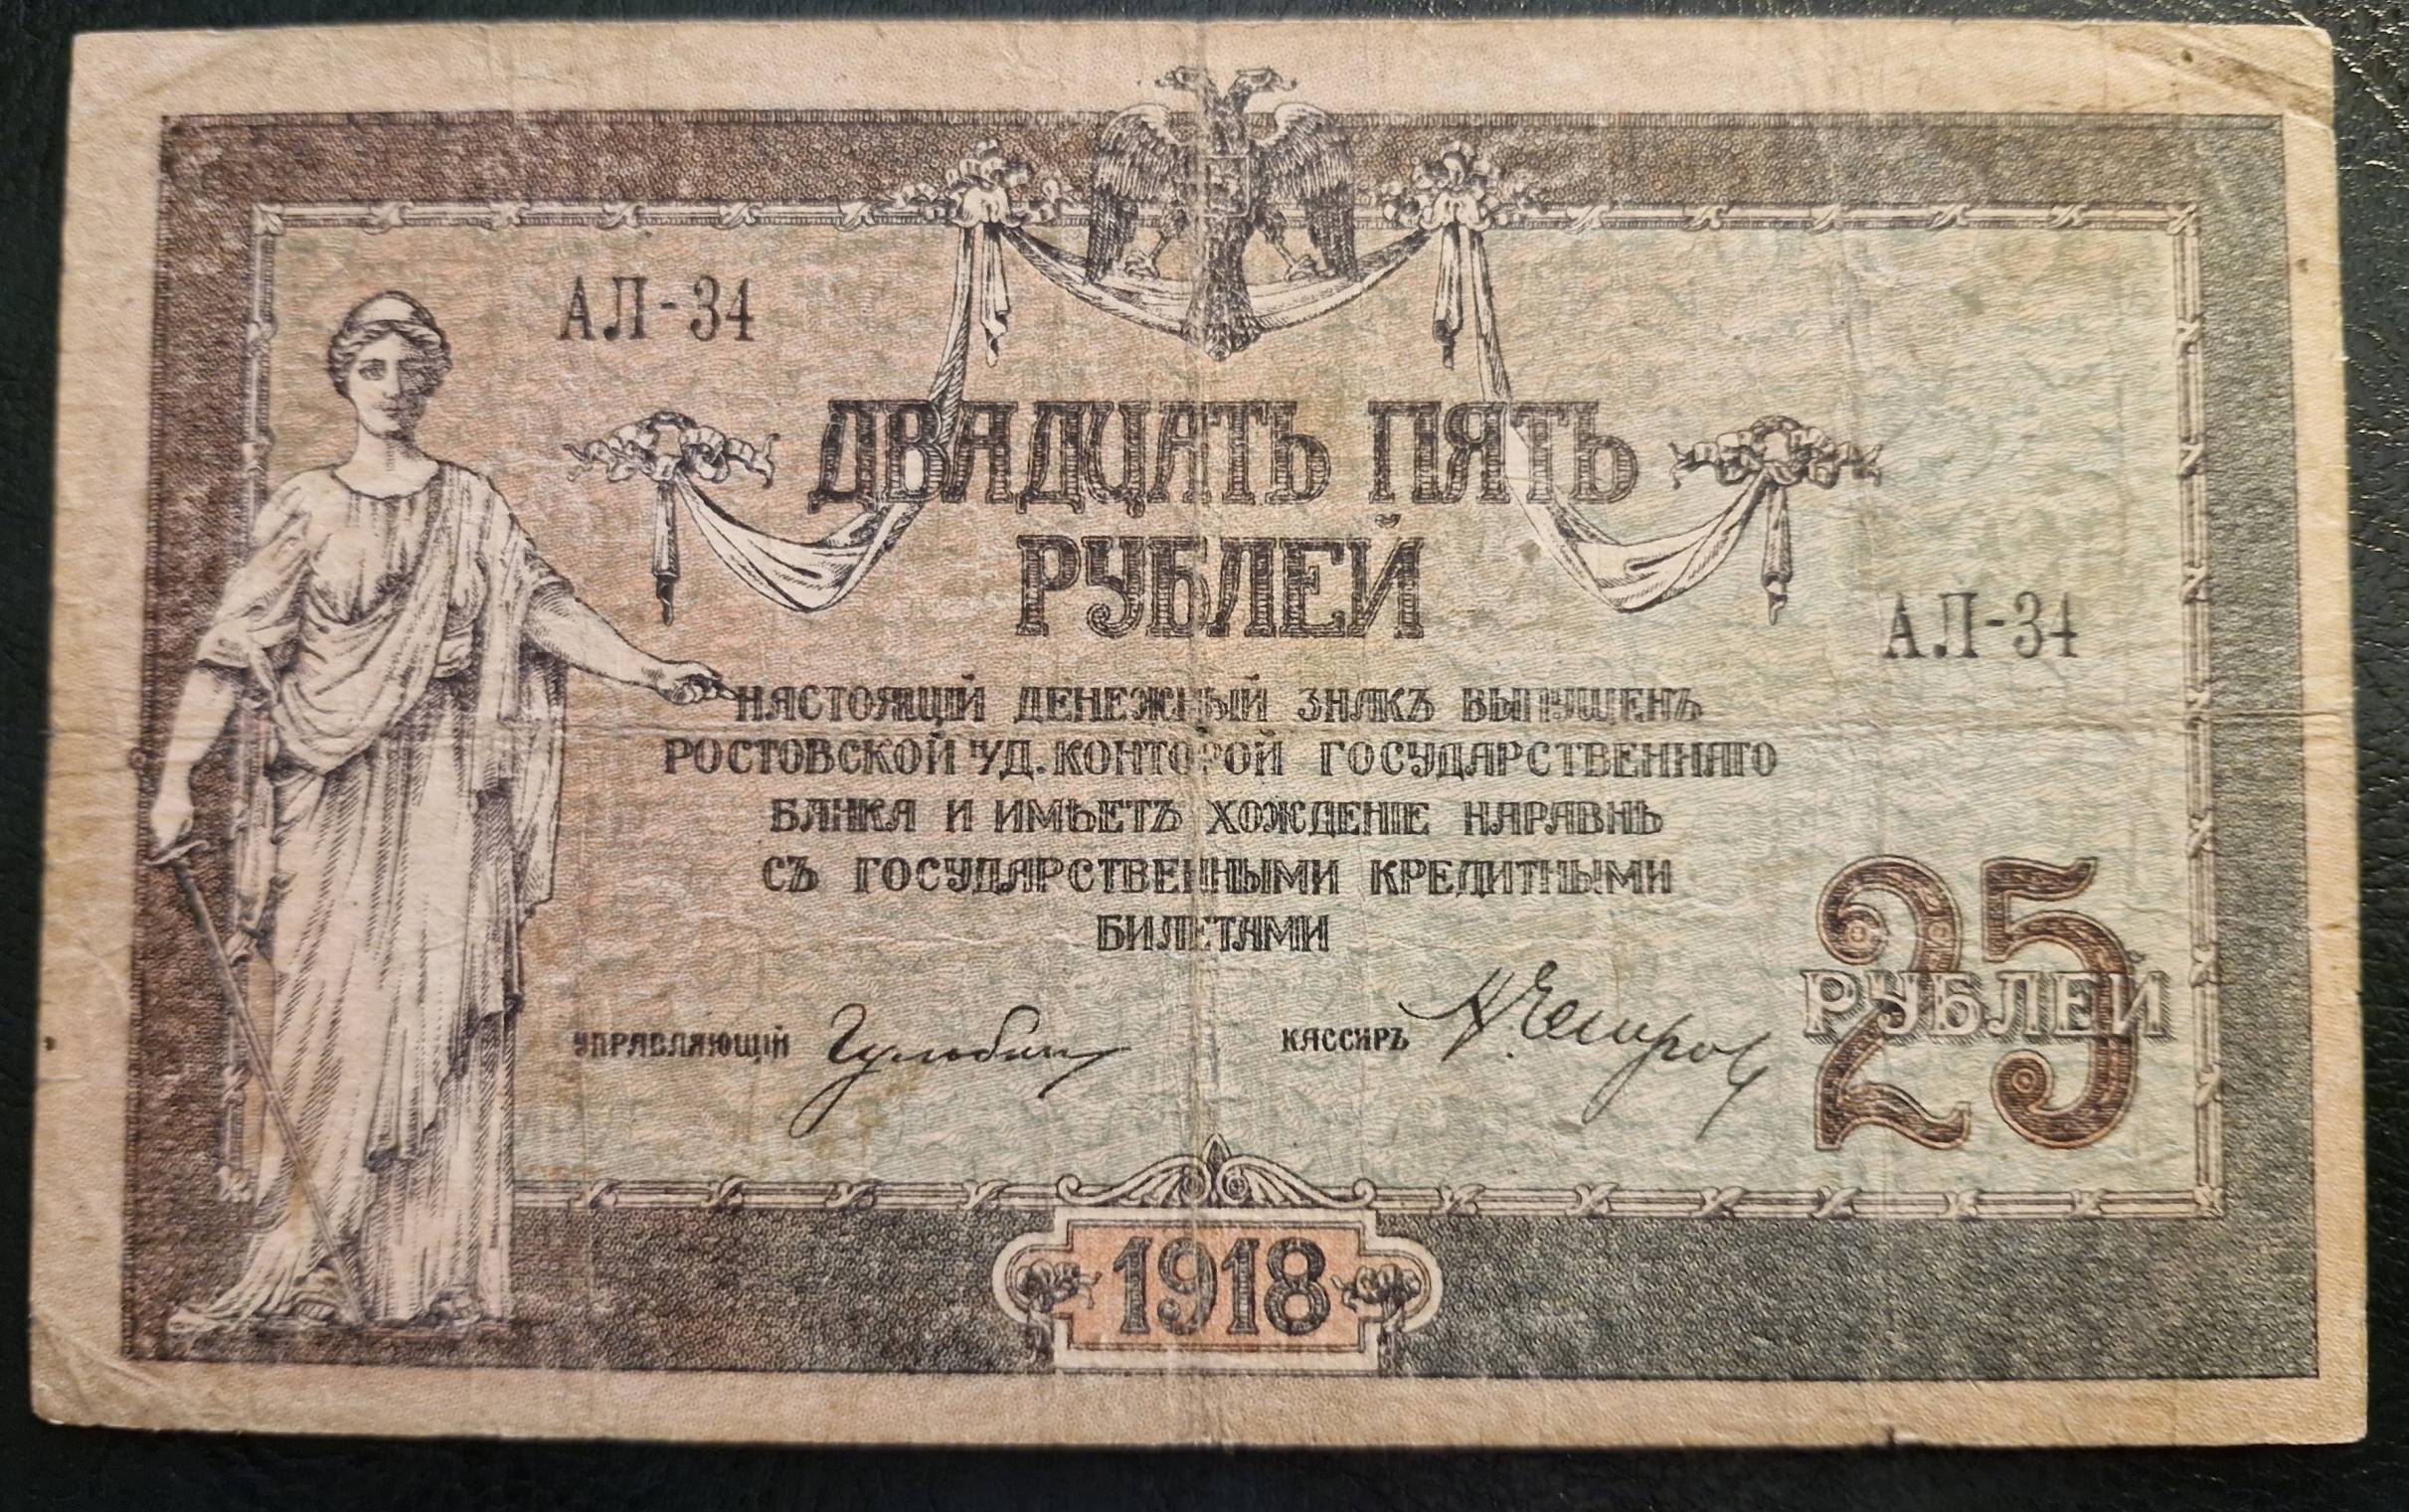 АЛ-34
ДВАДЦАТЬ ПЯТЬ
РУБЛЕЙ
АЛ-34
НАСТОЯЩІЙ ДЕНЕЖНЫЙ ЗНАКЪ ВЫПУЩЕНЪ
РОСТОВСКОЙ н/Д. КОНТОРОЙ ГОСУДАРСТВЕННАГО
БАНКА И ИМѢЕТЪ ХОЖДЕНІЕ НАРАВНѢ
СЪ ГОСУДАРСТВЕННЫМИ КРЕДИТНЫМИ
БИЛЕТАМИ
УПРАВЛЯЮЩІЙ Гульбин
КАССИРЪ
25
РУБЛЕЙ
1918